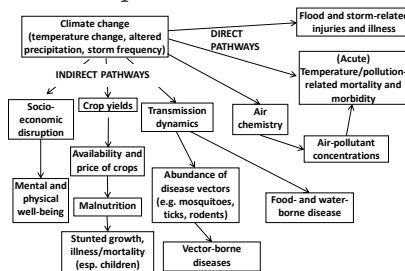 Climate change
(temperature change, altered
precipitation, storm frequency)
DIRECT
PATHWAYS
Flood and storm-related
injuries and illness
(Acute)
Temperature/pollution-
related mortality and
morbidity
INDIRECT PATHWAYS
Socio-
economic
disruption
Crop yields
Transmission
dynamics
Air
chemistry
Air-pollutant
concentrations
Mental and
physical
well-being
Availability and
price of crops
Malnutrition
Stunted growth,
illness/mortality
(esp. children)
Abundance of
disease vectors
(e.g. mosquitoes,
ticks, rodents)
Vector-borne
diseases
Food- and water-
borne disease